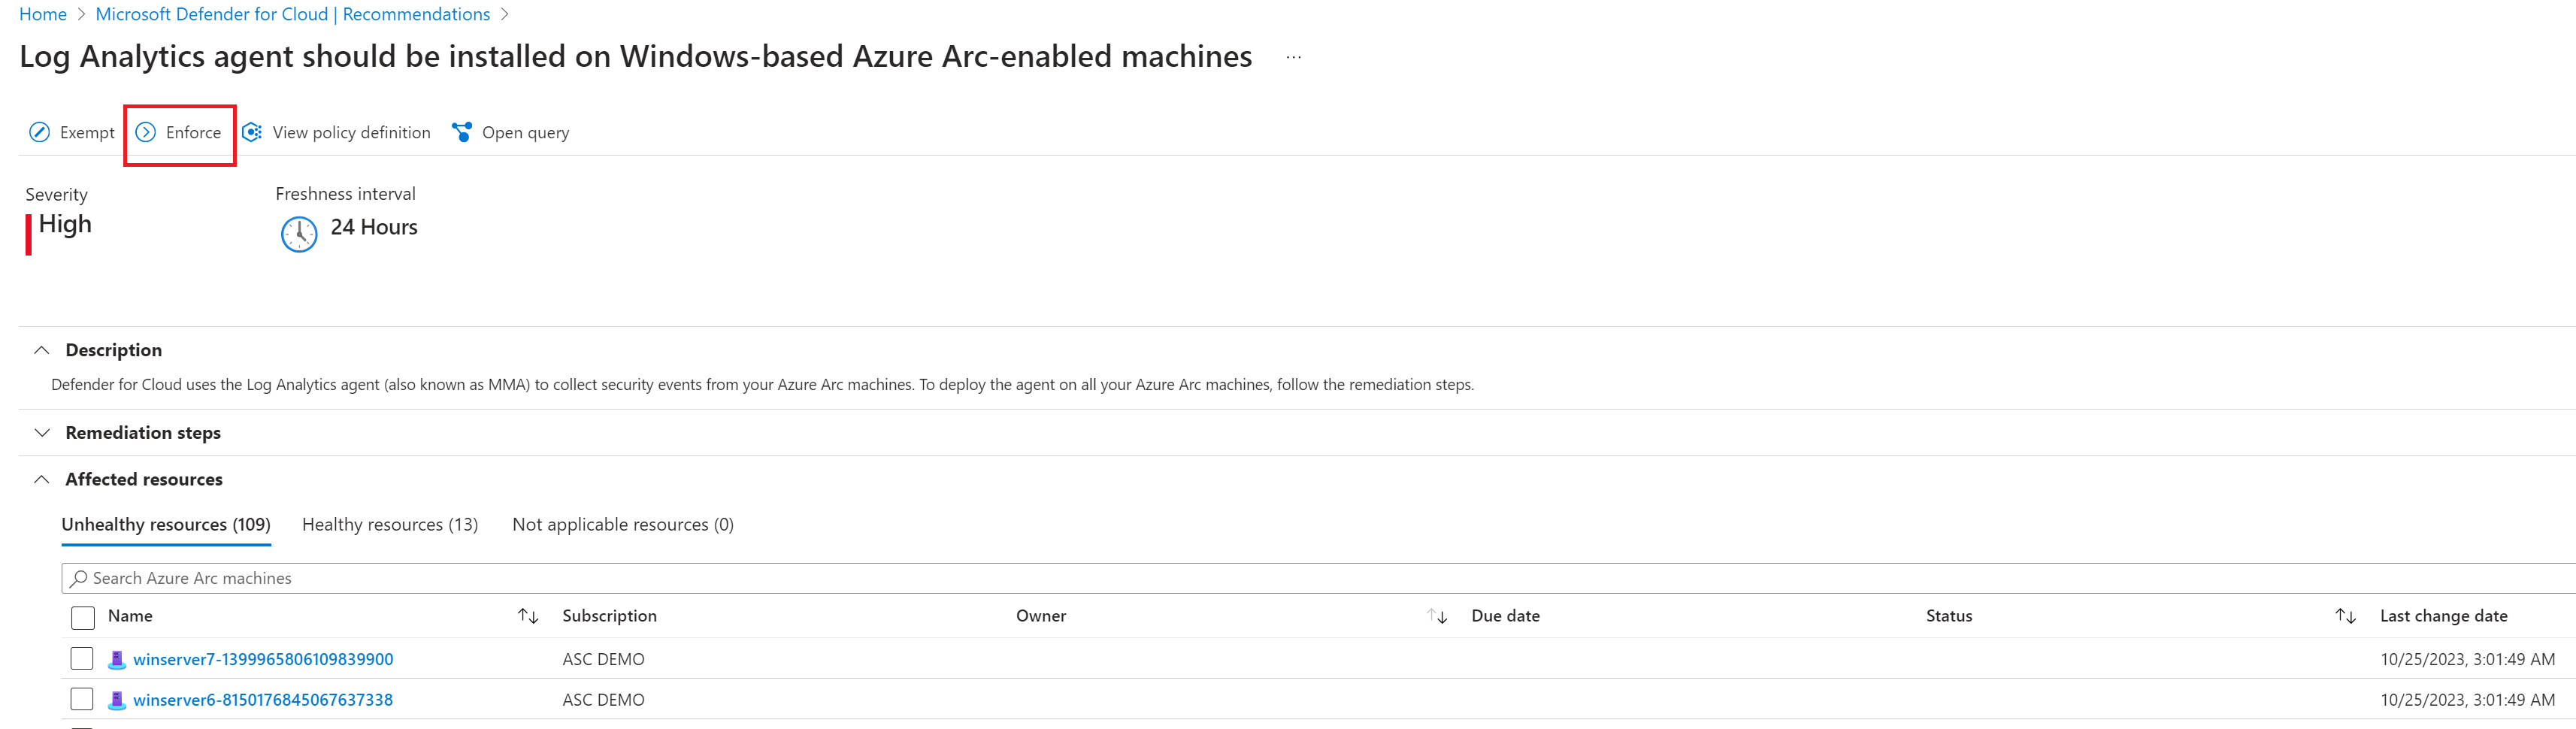 Home > Microsoft Defender for Cloud | Recommendations >
Log Analytics agent should be installed on Windows-based Azure Arc-enabled machines ...
Exempt Enforce View policy definition Open query
Severity Freshness interval
High 24 Hours
Description
Defender for Cloud uses the Log Analytics agent (also known as MMA) to collect security events from your Azure Arc machines. To deploy the agent on all your Azure Arc machines, follow the remediation steps.
Remediation steps
Affected resources
Unhealthy resources (109) Healthy resources (13) Not applicable resources (0)
Search Azure Arc machines
Name ↑↓ Subscription Owner ↑↓ Due date Status ↑↓ Last change date
winserver7-1399965806109839900 ASC DEMO 10/25/2023, 3:01:49 AM
winserver6-8150176845067637338 ASC DEMO 10/25/2023, 3:01:49 AM